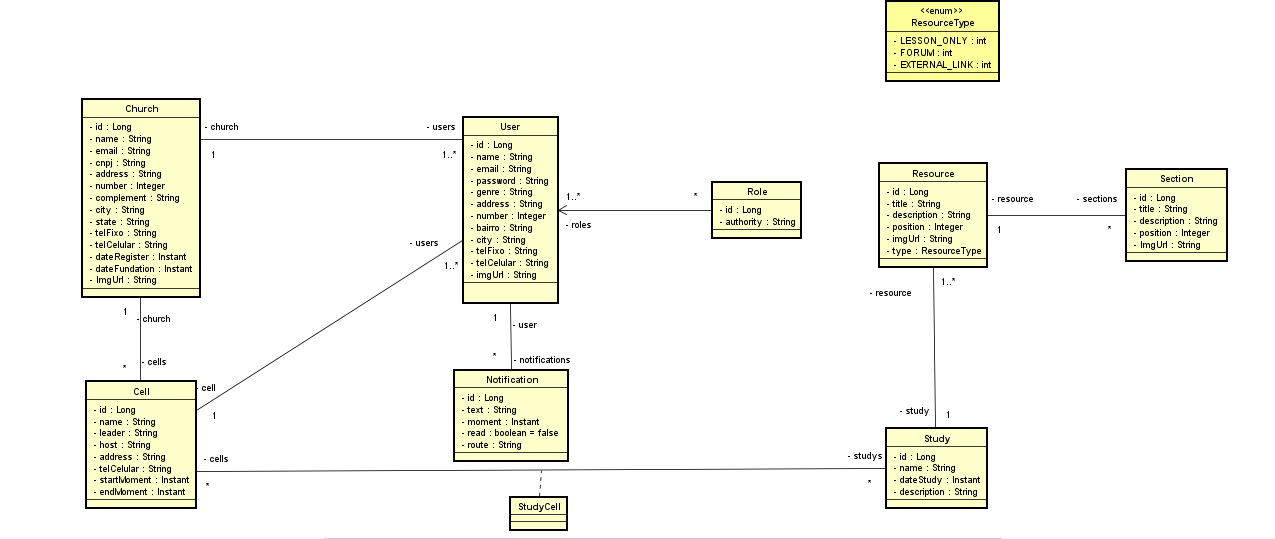 <<enum>>
ResourceType
- LESSON_ONLY : int
- FORUM : int
- EXTERNAL_LINK : int
Church
- id : Long
- name : String
- email : String
- cnpj : String
- address : String
- number : Integer
- complement : String
- city : String
- state : String
- telFixo : String
- telCelular : String
- dateRegister : Instant
- dateFundation : Instant
- ImgUrl : String
- church
1
- users
1..*
User
- id : Long
- name : String
- email : String
- password : String
- genre : String
- address : String
- number : Integer
- bairro : String
- city : String
- telFixo : String
- telCelular : String
- imgUrl : String
1..*
- roles
*
Role
- id : Long
- authority : String
Resource
- id : Long
- title : String
- description : String
- position : Integer
- imgUrl : String
- type : ResourceType
- resource
1
- sections
*
Section
- id : Long
- title : String
- description : String
- position : Integer
- ImgUrl : String
- users
1..*
1
- church
*
- cells
1
- user
*
- notifications
1..*
- resource
- study
1
Cell
- id : Long
- name : String
- leader : String
- host : String
- address : String
- telCelular : String
- startMoment : Instant
- endMoment : Instant
- cell
1
- cells
*
Notification
- id : Long
- text : String
- moment : Instant
- read : boolean = false
- route : String
StudyCell
- studys
*
Study
- id : Long
- name : String
- dateStudy : Instant
- description : String